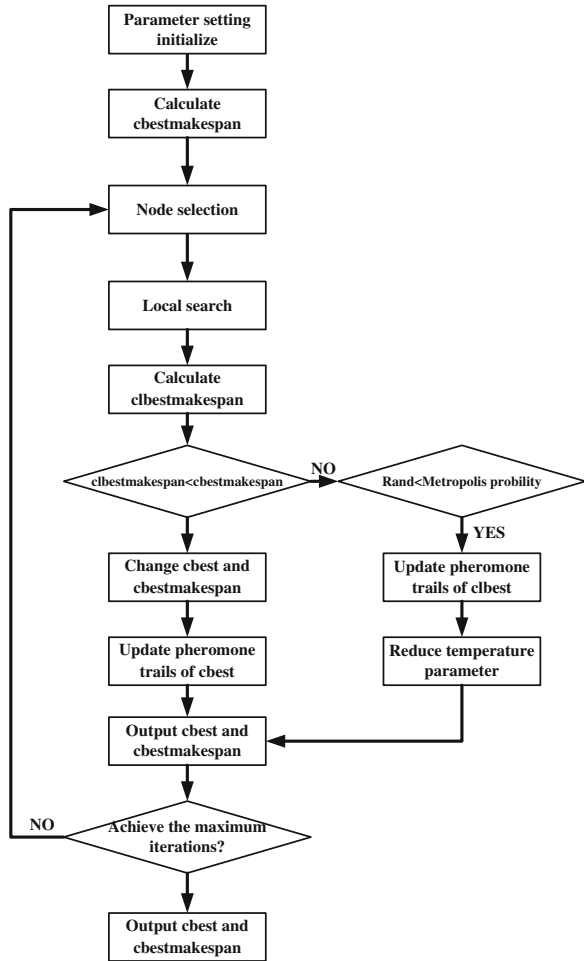 Parameter setting
initialize
Calculate
cbestmakespan
Node selection
Local search
Calculate
clbestmakespan
clbestmakespan<cbestmakespan
NO
Rand<Metropolis probility
YES
Change cbest and
cbestmakespan
Update pheromone
trails of clbest
Update pheromone
trails of cbest
Reduce temperature
parameter
Output cbest and
cbestmakespan
NO
Achieve the maximum
iterations?
Output cbest and
cbestmakespan